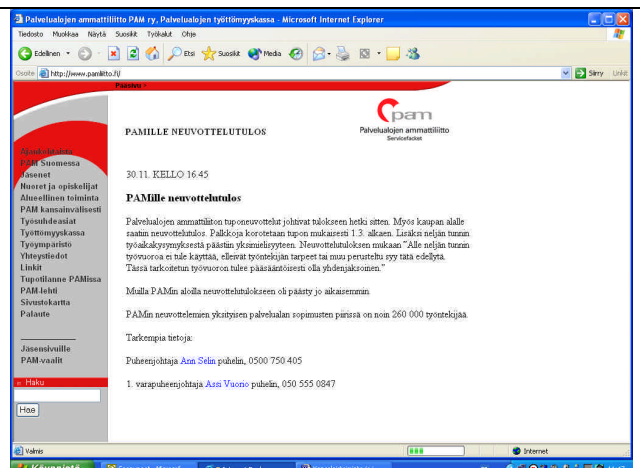 Palvelualojen ammattiliitto PAM ry, Palvelualojen työttömyyskassa - Microsoft Internet Explorer
Tiedosto Muokkaa Näytä Suosikit Työkalut Ohje
Edellinen Etsi Suosikit Media
Osoite http://www.pamliitto.fi/ Siirry Linkit
Pääsivu
pam
Palvelualojen ammattiliitto
Servicefacket
PAMILLE NEUVOTTELUTULOS
Ajankohtaista
PAM Suomessa
Jäsenet
Nuoret ja opiskelijat
Alueellinen toiminta
PAM kansainvälisesti
Työsuhdeasiat
Työttömyyskassa
Työympäristö
Yhteystiedot
Linkit
Tupotilanne PAMissa
PAM-lehti
Sivustokartta
Palaute
Jäsensivuille
PAM-vaalit
Haku
Hae
30.11. KELLO 16.45
PAMille neuvottelutulos
Palvelualojen ammattiliiton tuponeuvottelut johtivat tulokseen hetki sitten. Myös kaupan alalle
saatiin neuvottelutulos. Palkkoja korotetaan tupon mukaisesti 1.3. alkaen. Lisäksi neljän tunnin
työaikakysymyksestä päästiin yksimielisyyteen. Neuvottelutuloksen mukaan "Alle neljän tunnin
työvuoroa ei tule käyttää, elleivät työntekijän tarpeet tai muu perusteltu syy tätä edellytä.
Tässä tarkoitetun työvuoron tulee pääsääntöisesti olla yhdenjaksoinen."
Muilla PAMin aloilla neuvottelutulokseen oli päästy jo aikaisemmin.
PAMin neuvottelemien yksityisen palvelualan sopimusten piirissä on noin 260 000 työntekijää.
Tarkempia tietoja:
Puheenjohtaja Ann Selin puhelin, 0500 750 405
1. varapuheenjohtaja Assi Vuorio puhelin, 050 555 0847
Valmis Internet